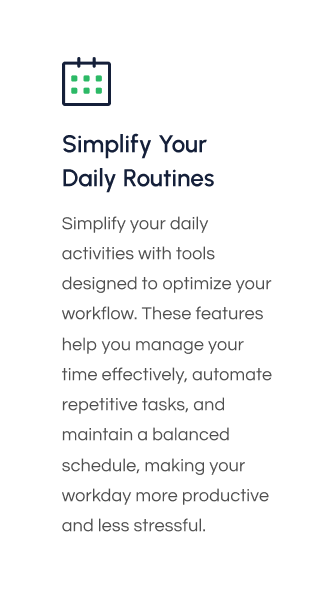 Simplify Your
Daily Routines
Simplify your daily
activities with tools
designed to optimize your
workflow. These features
help you manage your
time effectively, automate
repetitive tasks, and
maintain a balanced
schedule, making your
workday more productive
and less stressful.